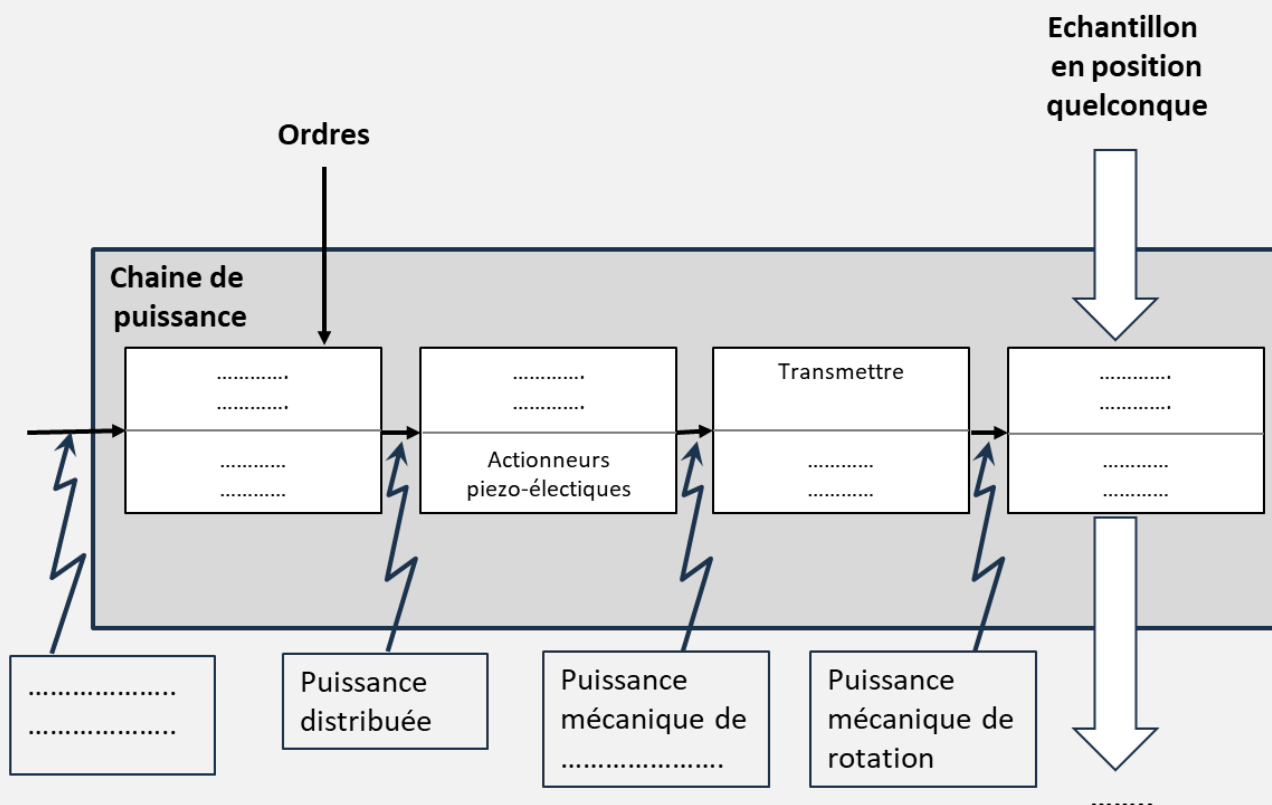 Echantillon
en position
quelconque
Ordres
Chaine de
puissance
………….
………….
…………
…………
………….
………….
Actionneurs
piezo-électiques
Transmettre
…………
…………
………….
………….
…………
…………
………………..
………………..
Puissance
distribuée
Puissance
mécanique de
………………….
Puissance
mécanique de
rotation
………